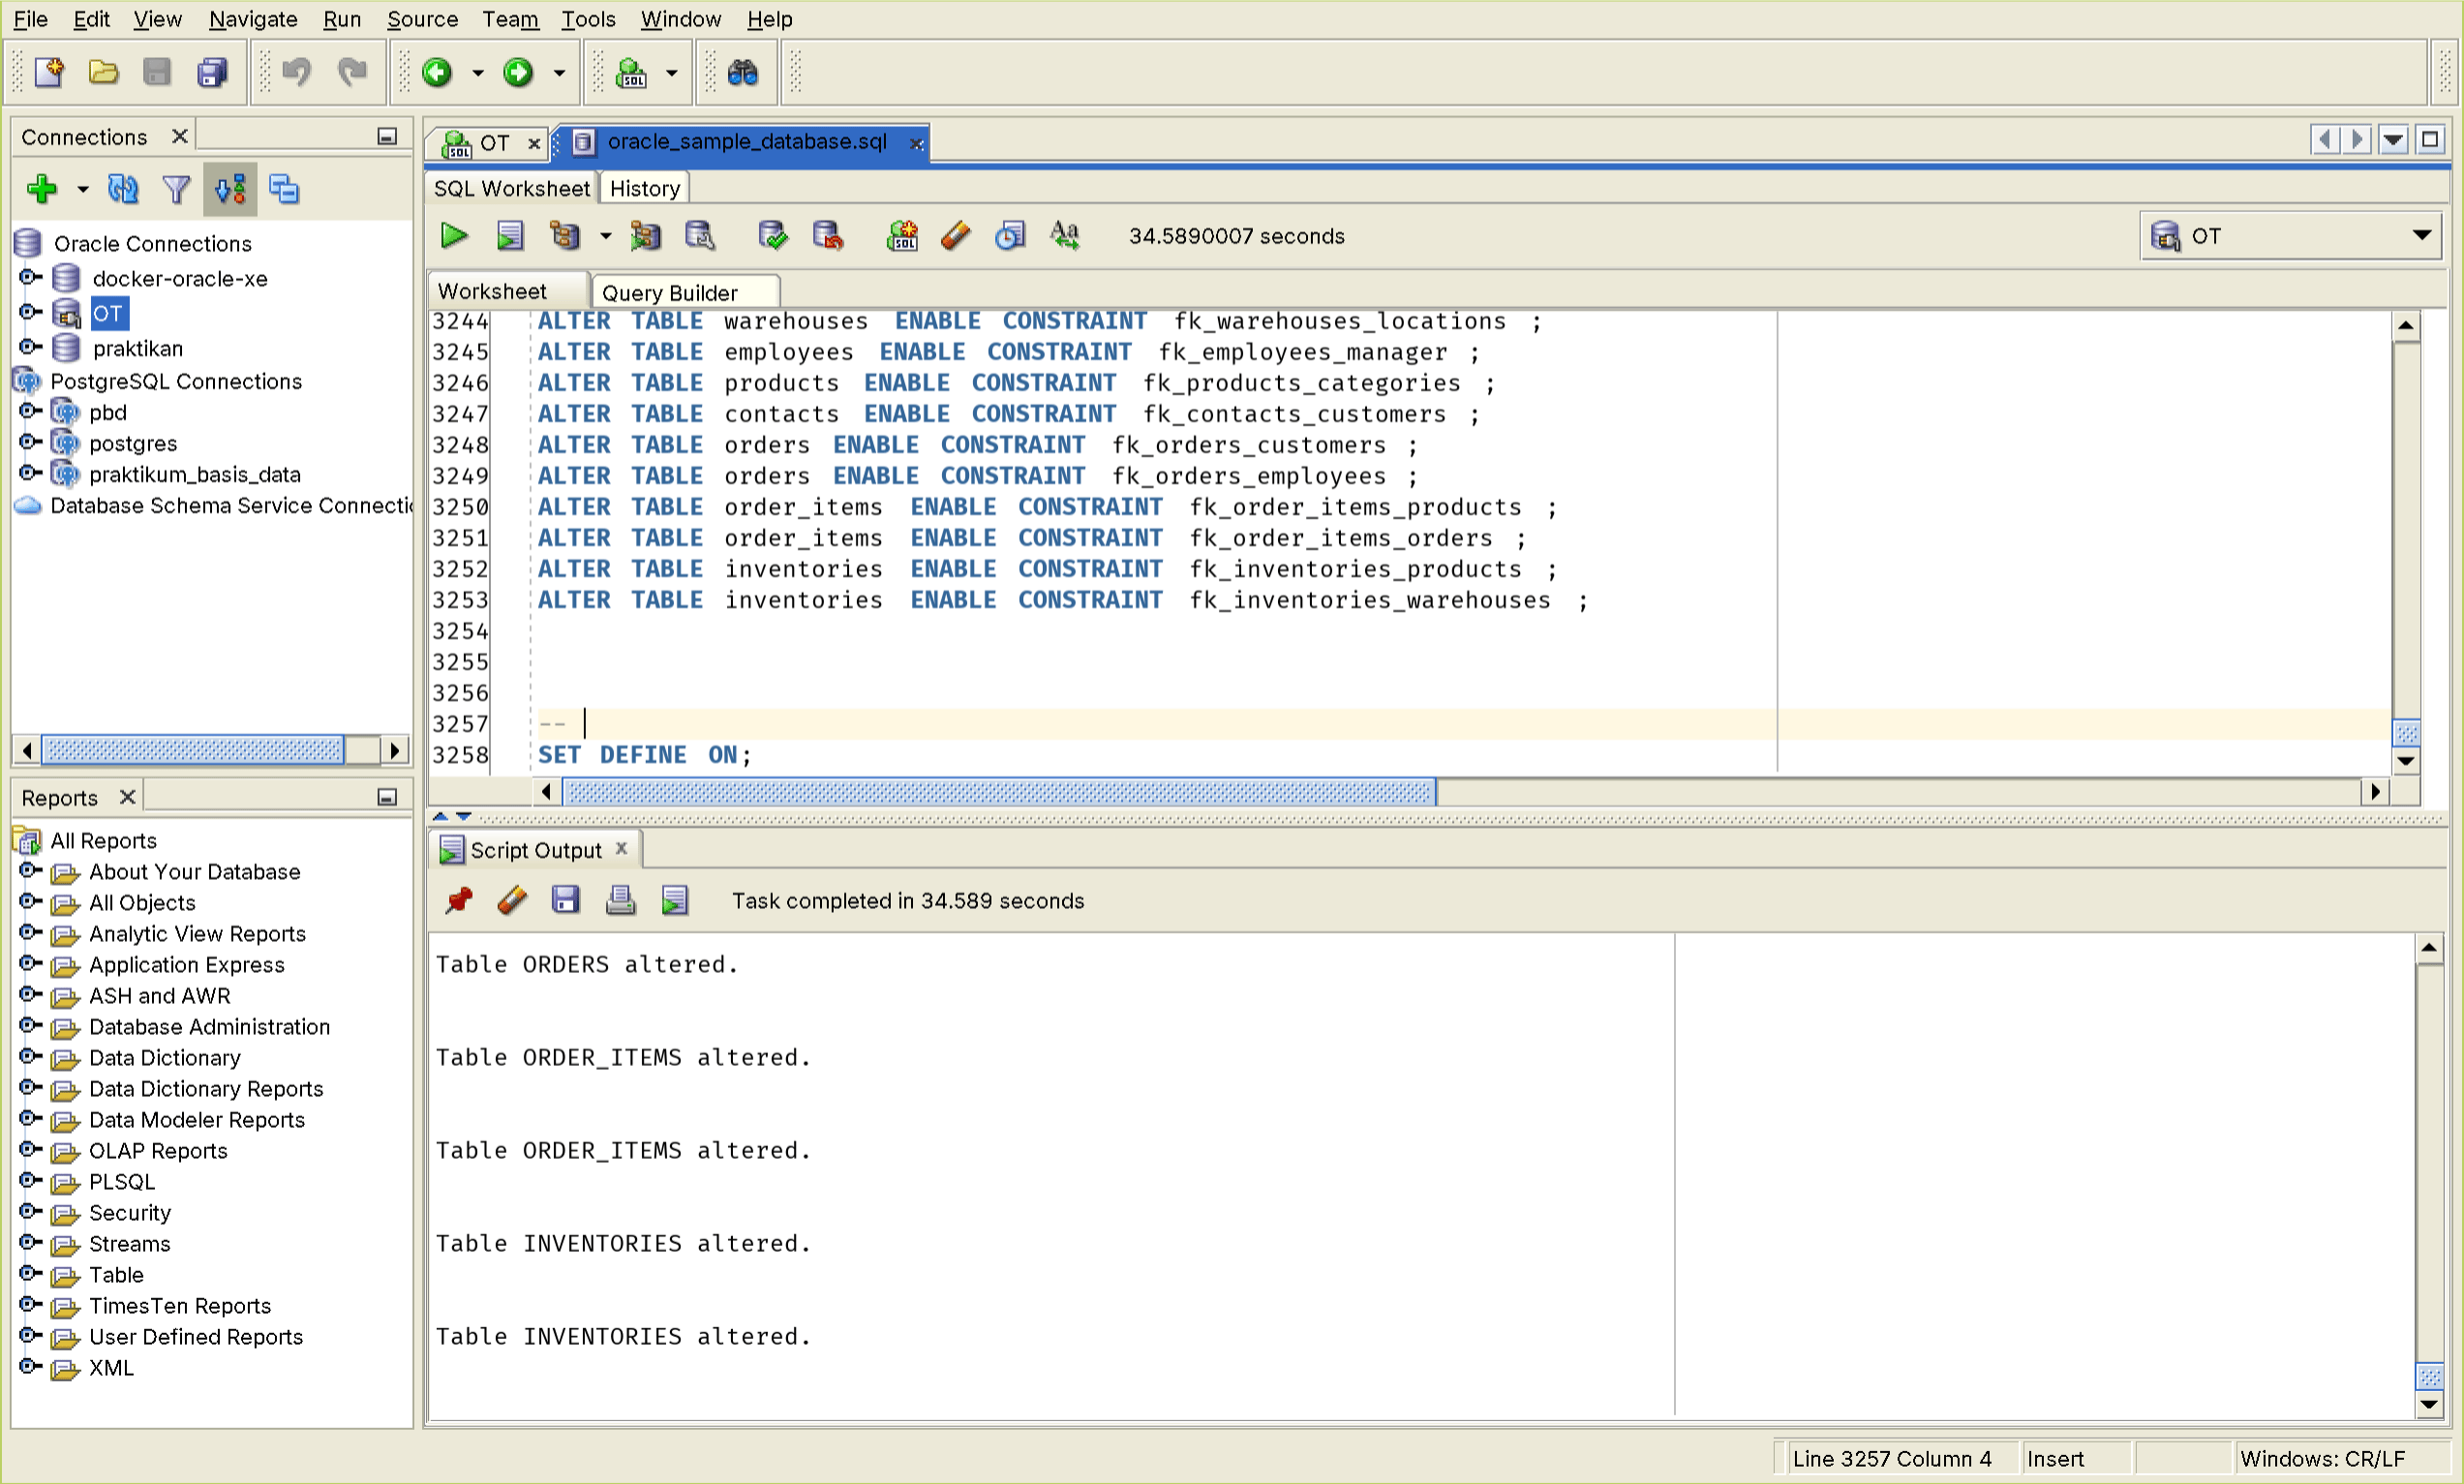 File Edit View Navigate Run Source Team Tools Window Help
Connections
Oracle Connections
docker-oracle-xe
OT
praktikan
PostgreSQL Connections
pbd
postgres
praktikum_basis_data
Database Schema Service Connecti
Reports
All Reports
About Your Database
All Objects
Analytic View Reports
Application Express
ASH and AWR
Database Administration
Data Dictionary
Data Dictionary Reports
Data Modeler Reports
OLAP Reports
PLSQL
Security
Streams
Table
TimesTen Reports
User Defined Reports
XML
OT oracle_sample_database.sql
SQL Worksheet History
34.5890007 seconds OT
Worksheet Query Builder
3244 ALTER TABLE warehouses ENABLE CONSTRAINT fk_warehouses_locations ;
3245 ALTER TABLE employees ENABLE CONSTRAINT fk_employees_manager ;
3246 ALTER TABLE products ENABLE CONSTRAINT fk_products_categories ;
3247 ALTER TABLE contacts ENABLE CONSTRAINT fk_contacts_customers ;
3248 ALTER TABLE orders ENABLE CONSTRAINT fk_orders_customers ;
3249 ALTER TABLE orders ENABLE CONSTRAINT fk_orders_employees ;
3250 ALTER TABLE order_items ENABLE CONSTRAINT fk_order_items_products ;
3251 ALTER TABLE order_items ENABLE CONSTRAINT fk_order_items_orders ;
3252 ALTER TABLE inventories ENABLE CONSTRAINT fk_inventories_products ;
3253 ALTER TABLE inventories ENABLE CONSTRAINT fk_inventories_warehouses ;
3254
3255
3256
3257 --
3258 SET DEFINE ON;
Script Output
Task completed in 34.589 seconds
Table ORDERS altered.
Table ORDER_ITEMS altered.
Table ORDER_ITEMS altered.
Table INVENTORIES altered.
Table INVENTORIES altered.
Line 3257 Column 4 Insert Windows: CR/LF